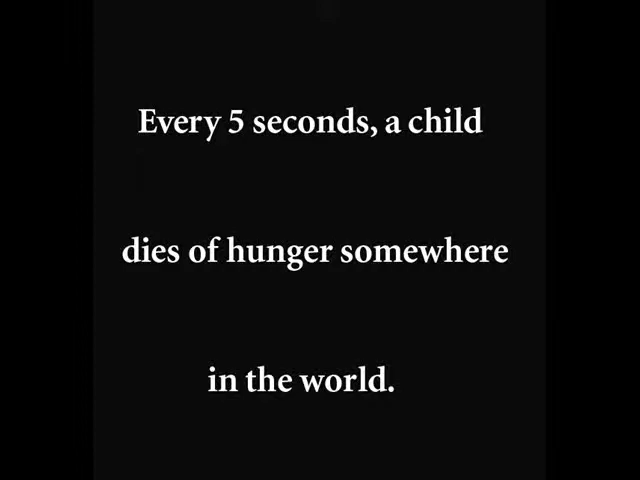 Every 5 seconds, a child
dies of hunger somewhere
in the world.